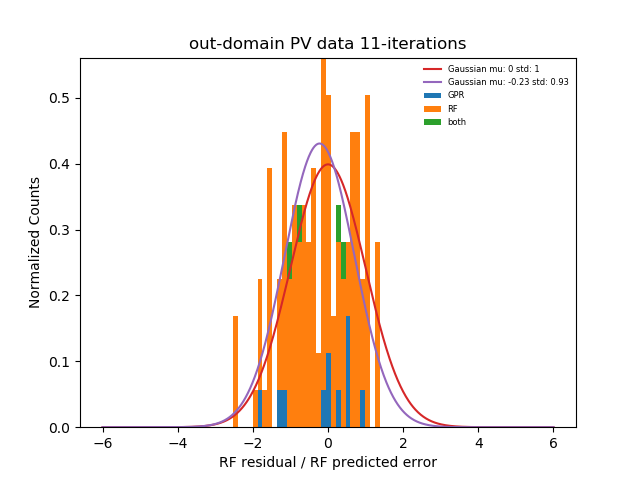 out-domain PV data 11-iterations
Gaussian mu: 0 std: 1
Gaussian mu: -0.23 std: 0.93
GPR
RF
both
Normalized Counts
0.5
0.4
0.3
0.2
0.1
0.0
−6 −4 −2 0 2 4 6
RF residual / RF predicted error